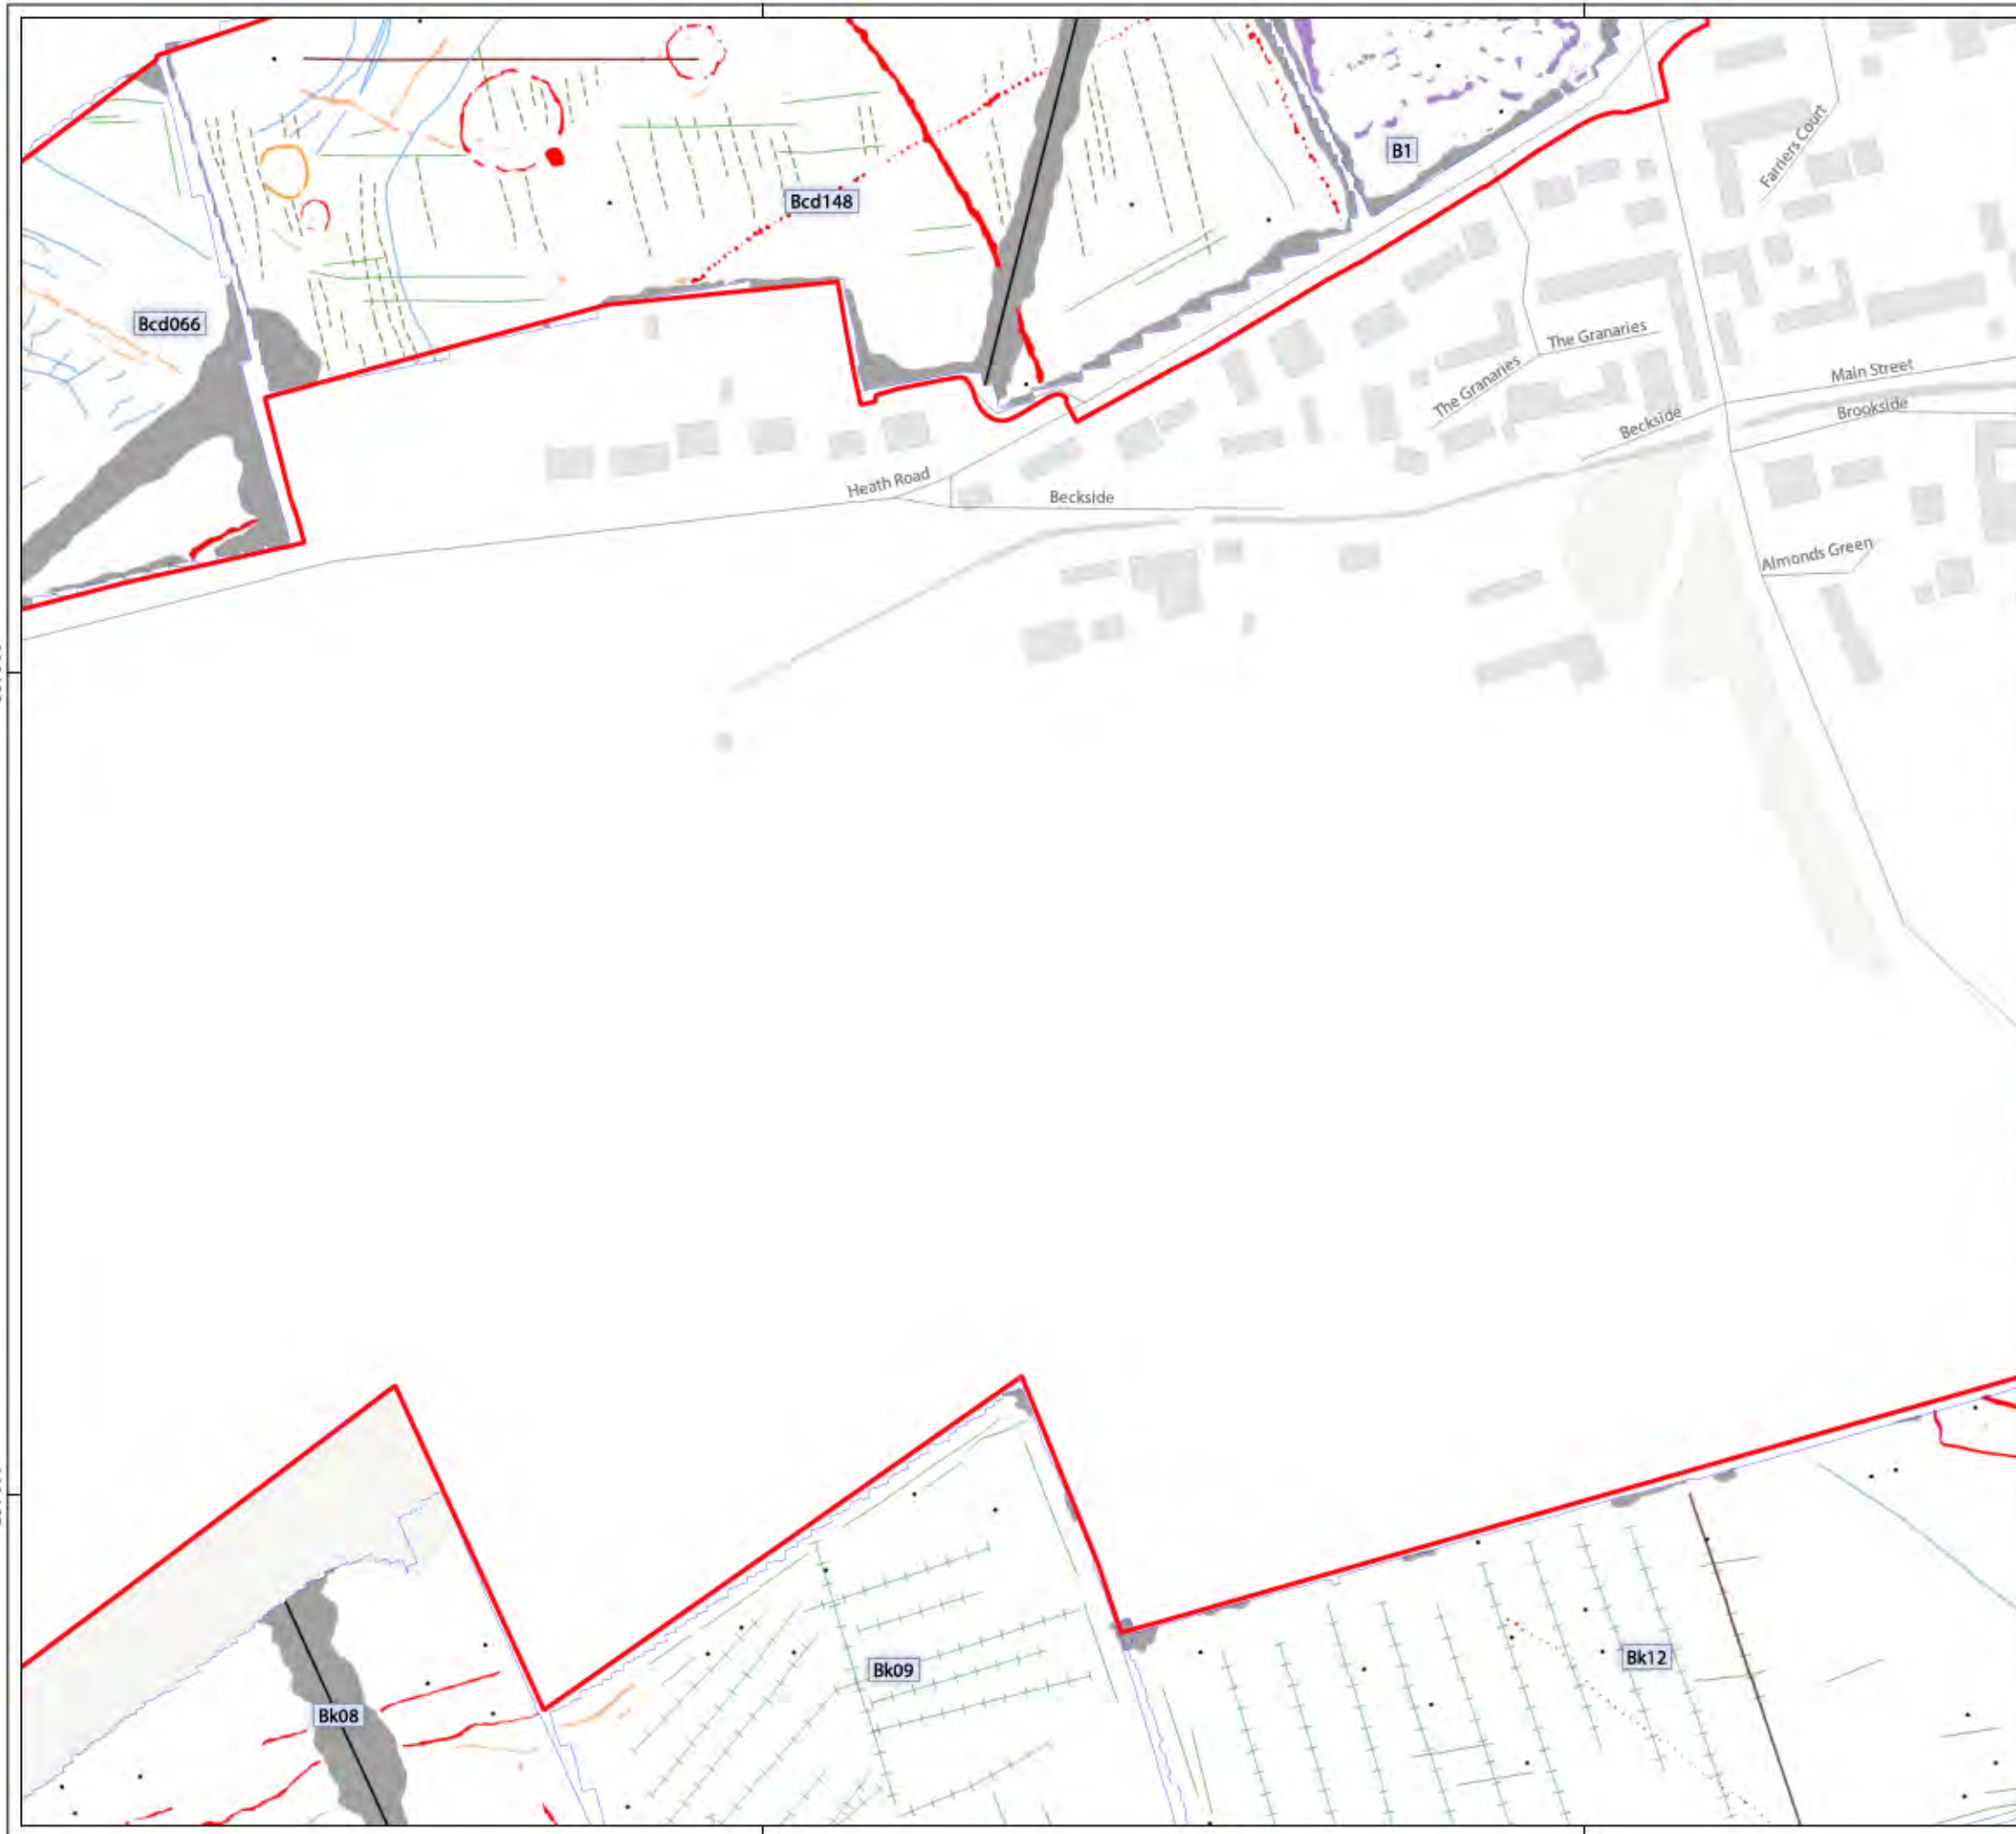 Farriers Court
B1
Bcd148
Bcd066
The Granaries
The Granaries
Main Street
Brookside
Beckside
Heath Road
Beckside
Almonds Green
Bk09
Bk12
Bk08